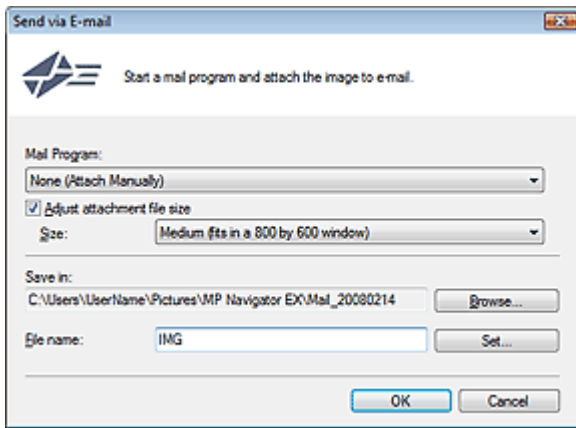 Send via E-mail
Start a mail program and attach the image to e-mail.
Mail Program:
None (Attach Manually)
Adjust attachment file size
Size: Medium (fits in a 800 by 600 window)
Save in:
C:\Users\UserName\Pictures\MP Navigator EX\Mail_20080214 Browse...
File name: IMG Set...
OK Cancel